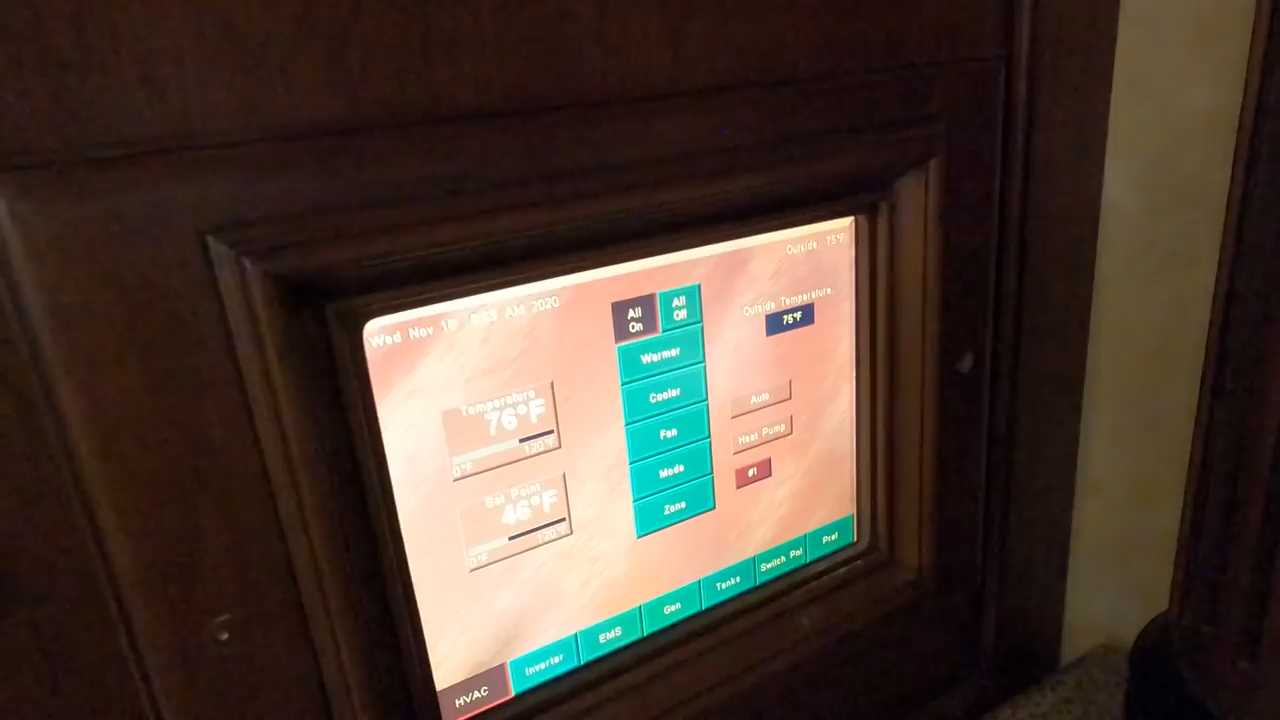 Outside 75°F
Wed Nov AM 2020
All On
All Off
Outside Temperature
75°F
Warmer
Temperature
76°F
0°F 120°F
Cooler
Auto
Fan
Heat Pump
Mode
#1
Set Point
46°F
0°F 120°F
Zone
HVAC Inverter EMS Gen Tanks Switch Pnl Pref